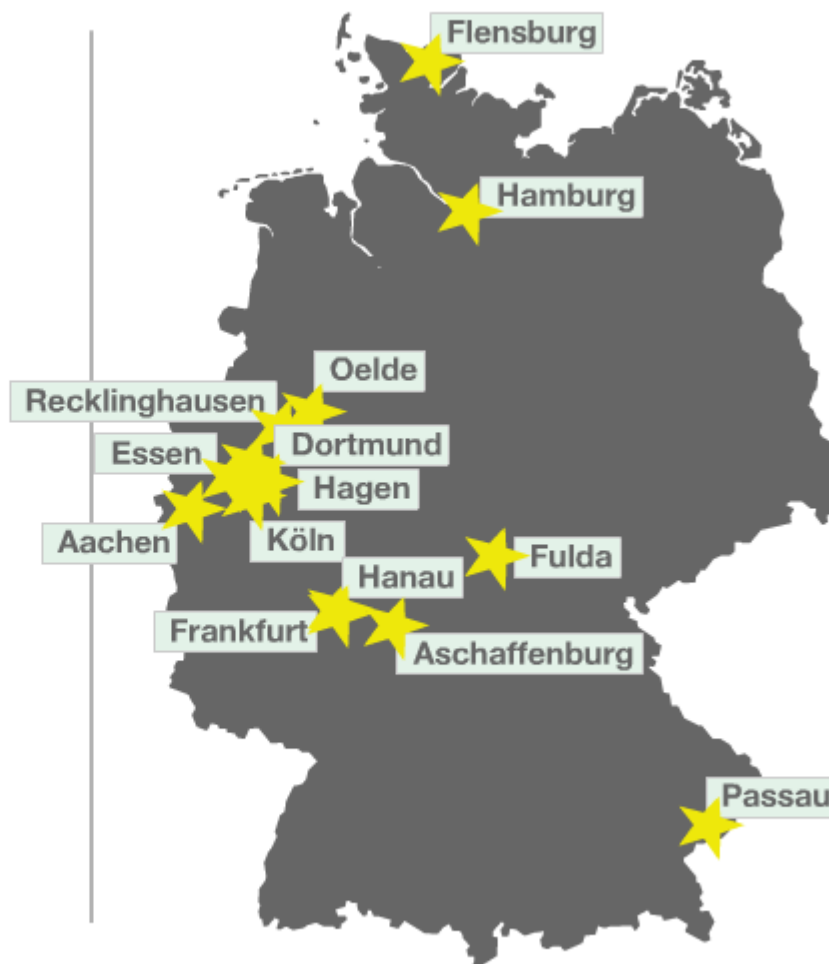 Flensburg
Hamburg
Oelde
Recklinghausen
Dortmund
Essen
Hagen
Aachen
Köln
Fulda
Hanau
Frankfurt
Aschaffenburg
Passau